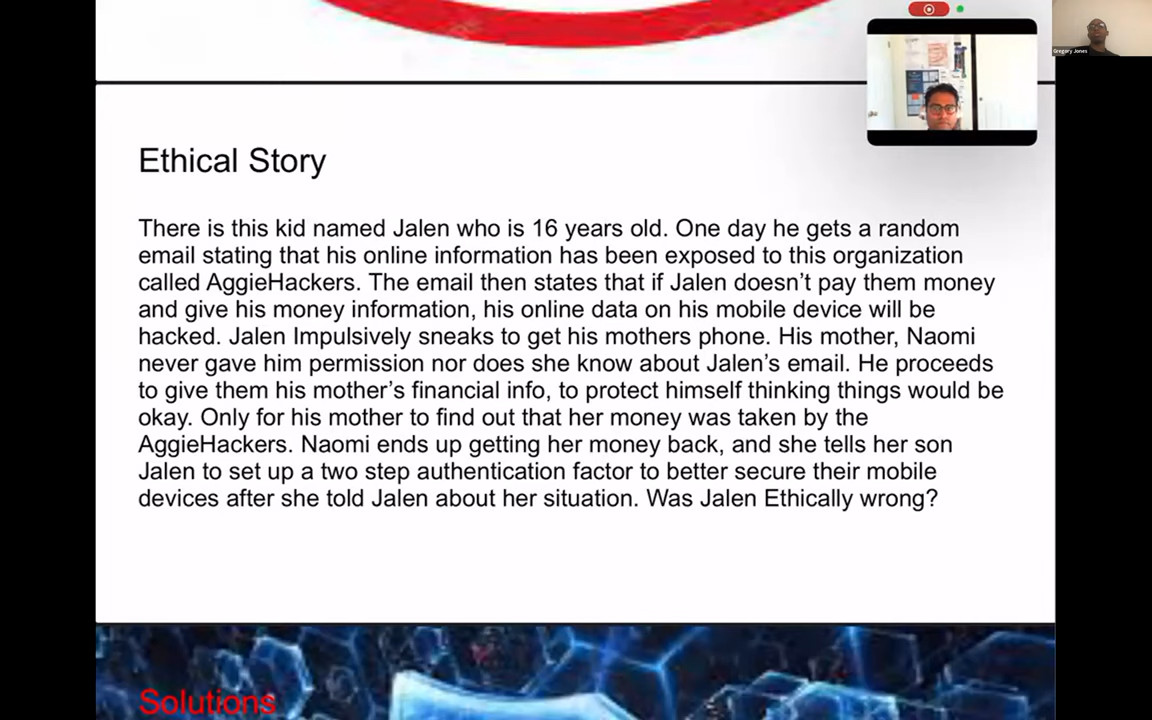 Gregory Jones
Ethical Story
There is this kid named Jalen who is 16 years old. One day he gets a random
email stating that his online information has been exposed to this organization
called AggieHackers. The email then states that if Jalen doesn’t pay them money
and give his money information, his online data on his mobile device will be
hacked. Jalen Impulsively sneaks to get his mothers phone. His mother, Naomi
never gave him permission nor does she know about Jalen’s email. He proceeds
to give them his mother’s financial info, to protect himself thinking things would be
okay. Only for his mother to find out that her money was taken by the
AggieHackers. Naomi ends up getting her money back, and she tells her son
Jalen to set up a two step authentication factor to better secure their mobile
devices after she told Jalen about her situation. Was Jalen Ethically wrong?
Solutions